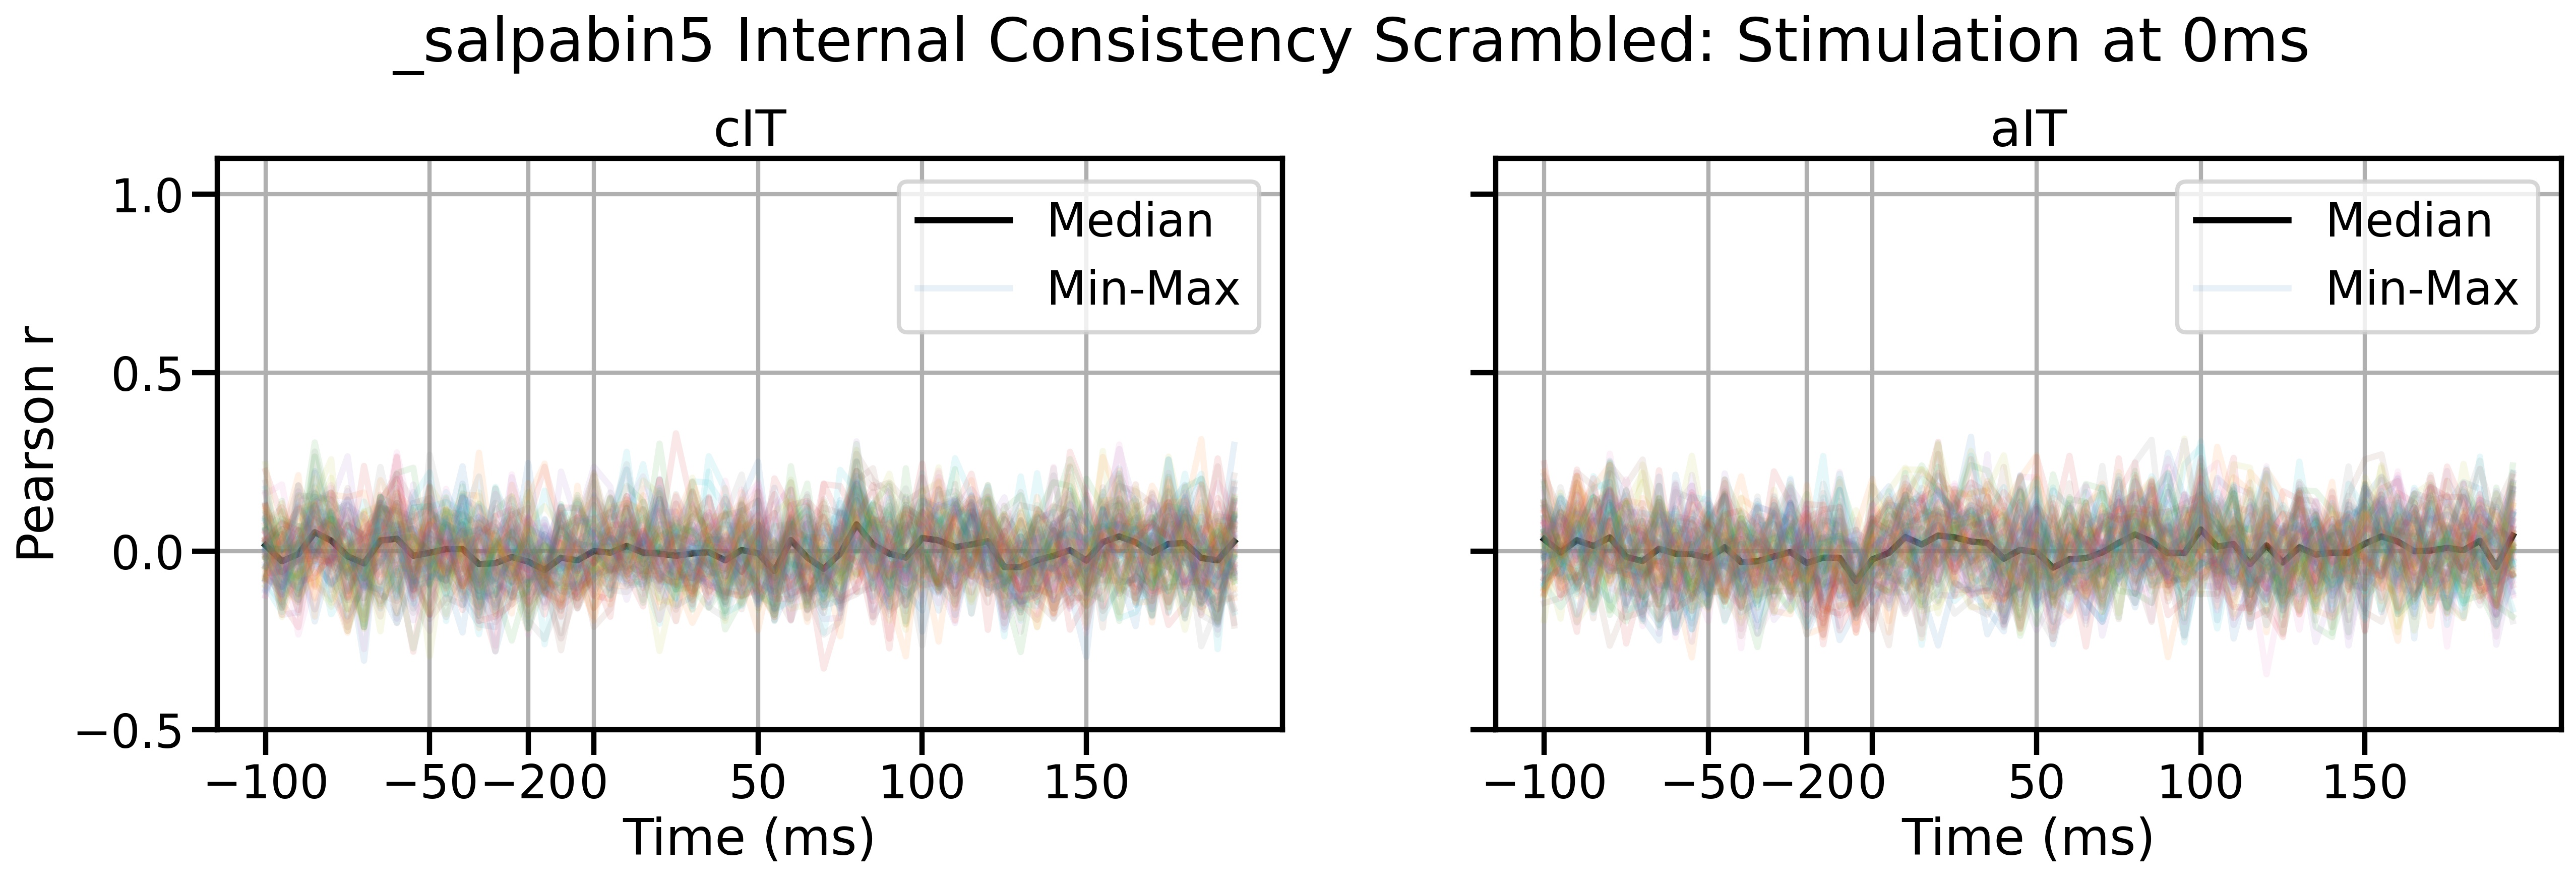 _salpabin5 Internal Consistency Scrambled: Stimulation at 0ms
cIT
Median
Min-Max
1.0
0.5
0.0
−0.5
Pearson r
−100 −50 −20 0 50 100 150
Time (ms)
aIT
Median
Min-Max
−100 −50 −20 0 50 100 150
Time (ms)